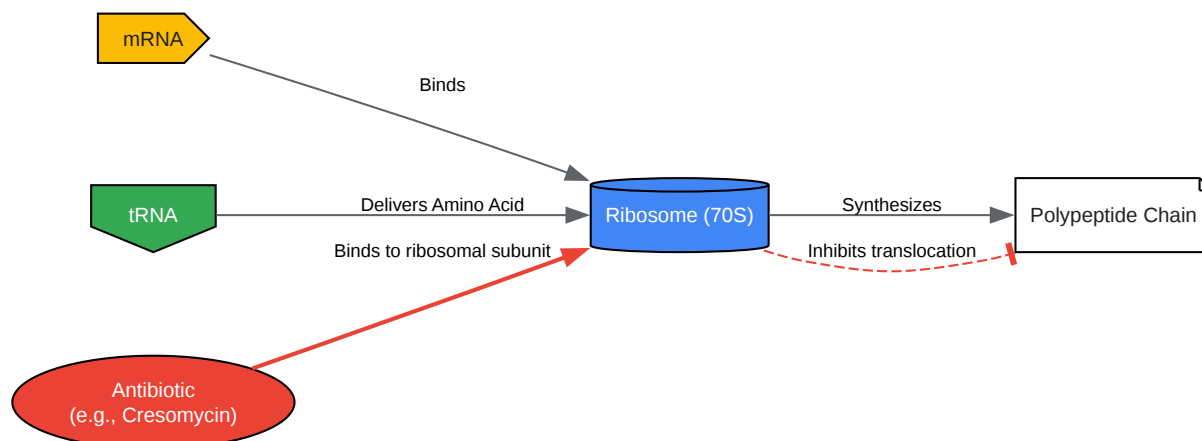 mRNA
Binds
tRNA
Delivers Amino Acid
Ribosome (70S)
Synthesizes
Polypeptide Chain
Binds to ribosomal subunit
Inhibits translocation
Antibiotic
(e.g., Cresomycin)